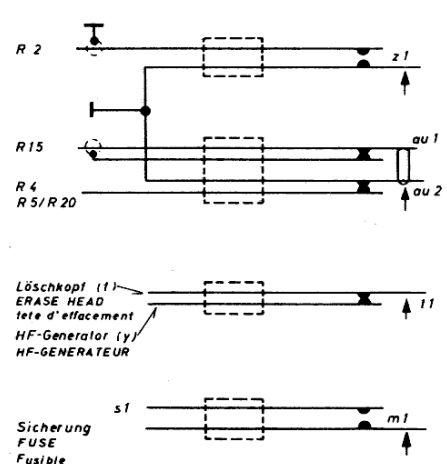 R 2
z 1
R15
au 1
R 4
au 2
R 5 / R 20
Löschkopf (t)
ERASE HEAD
t1
tete d'effacement
HF-Generator (y)
HF-GENERATEUR
s1
m1
Sicherung
FUSE
Fusible